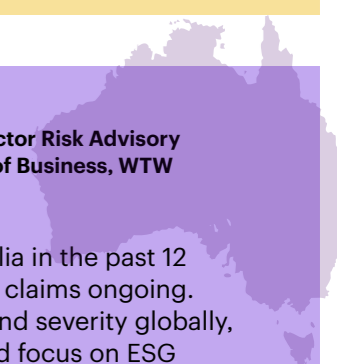 ctor Risk Advisory
of Business, WTW
lia in the past 12
claims ongoing.
nd severity globally,
d focus on ESG